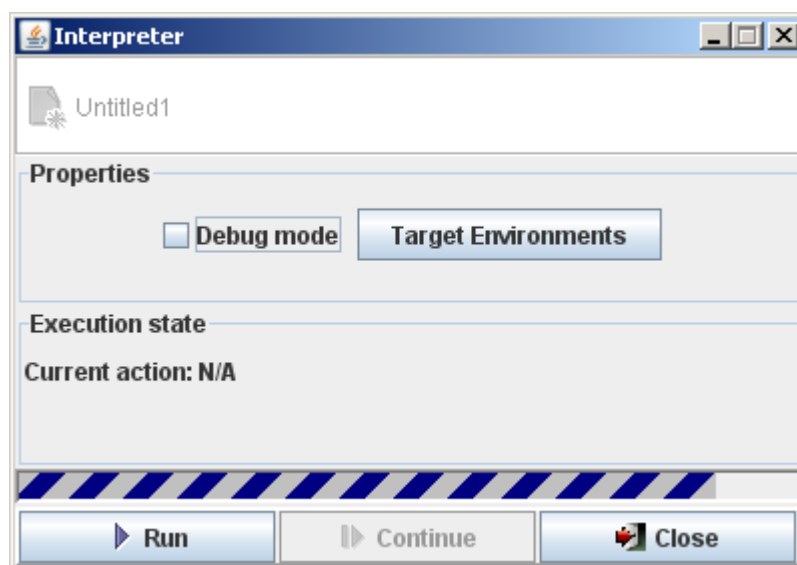 Interpreter
Untitled1
Properties
Debug mode Target Environments
Execution state
Current action: N/A
Run Continue Close